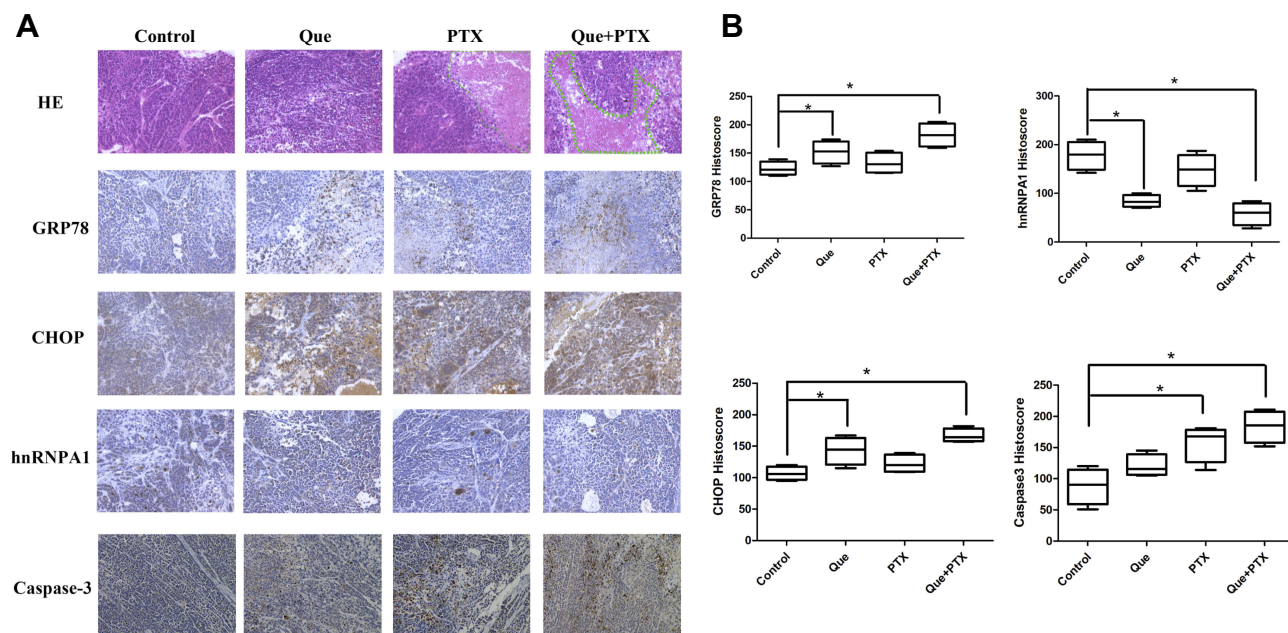 A
B
Control Que PTX Que+PTX
HE
GRP78
CHOP
hnRNPA1
Caspase-3
GRP78 Histoscore
250
200
150
100
50
0
*
*
Control Que PTX Que+PTX
hnRNPA1 Histoscore
300
200
100
0
*
*
Control Que PTX Que+PTX
CHOP Histoscore
250
200
150
100
50
0
*
*
Control Que PTX Que+PTX
Caspase3 Histoscore
250
200
150
100
50
0
*
*
Control Que PTX Que+PTX